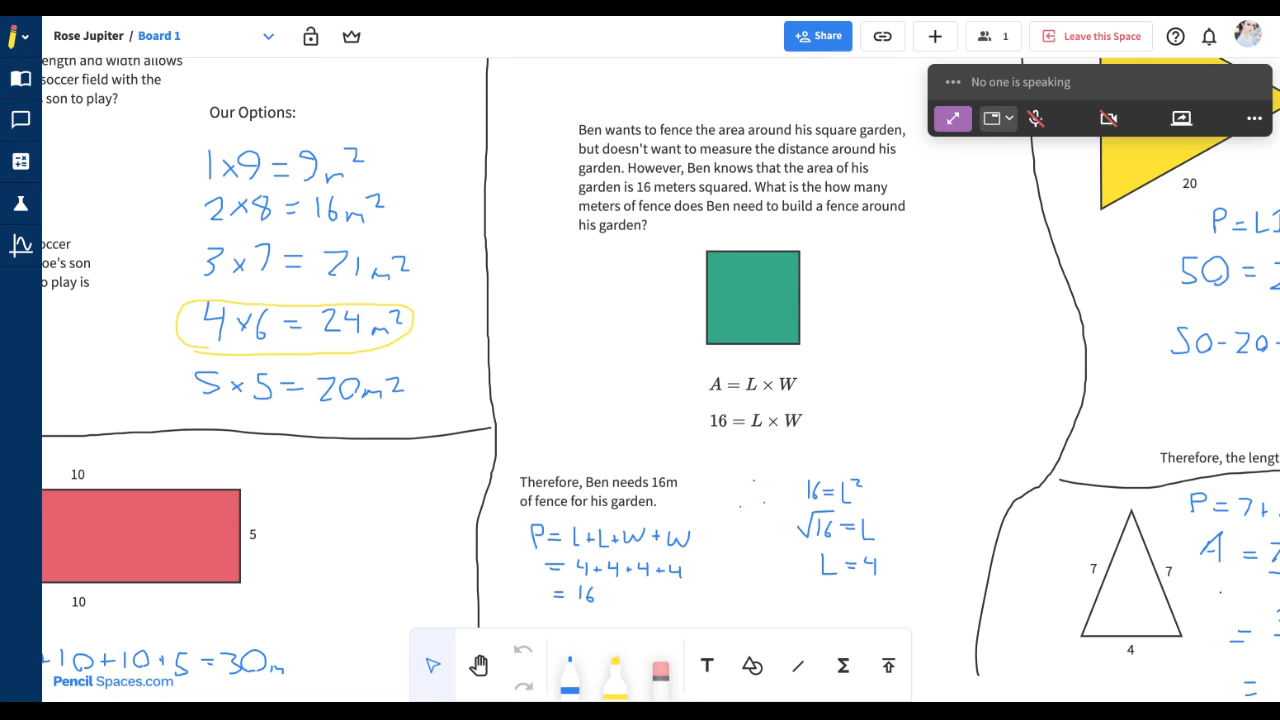 Rose Jupiter / Board 1
Share
1
Leave this Space
No one is speaking
ength and width allows
soccer field with the
s son to play?
Our Options:
1×9=9m²
2×8=16m²
3×7=21m²
4×6=24m²
5×5=20m²
occer
oe's son
o play is
10
5
10
+10+10+5=30m
Pencil Spaces.com
Ben wants to fence the area around his square garden,
but doesn't want to measure the distance around his
garden. However, Ben knows that the area of his
garden is 16 meters squared. What is the how many
meters of fence does Ben need to build a fence around
his garden?
A = L × W
16 = L × W
Therefore, Ben needs 16m
of fence for his garden.
P= L+L+W+W
= 4+4+4+4
= 16
16=L²
√16=L
L=4
T
Σ
20
P=L1
50=2
50-20-
Therefore, the leng
P=7+
A =
7
7
4
=
=